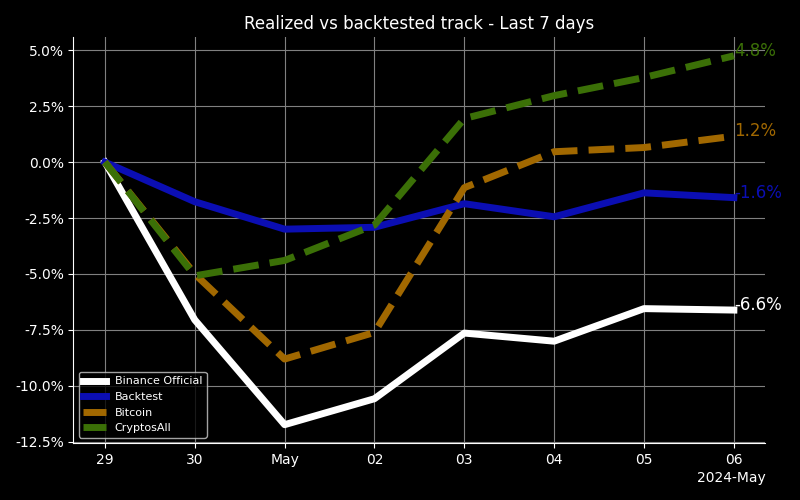 Realized vs backtested track - Last 7 days
5.0%
2.5%
0.0%
-2.5%
-5.0%
-7.5%
-10.0%
-12.5%
4.8%
1.2%
-1.6%
-6.6%
Binance Official
Backtest
Bitcoin
CryptosAll
29 30 May 02 03 04 05 06
2024-May